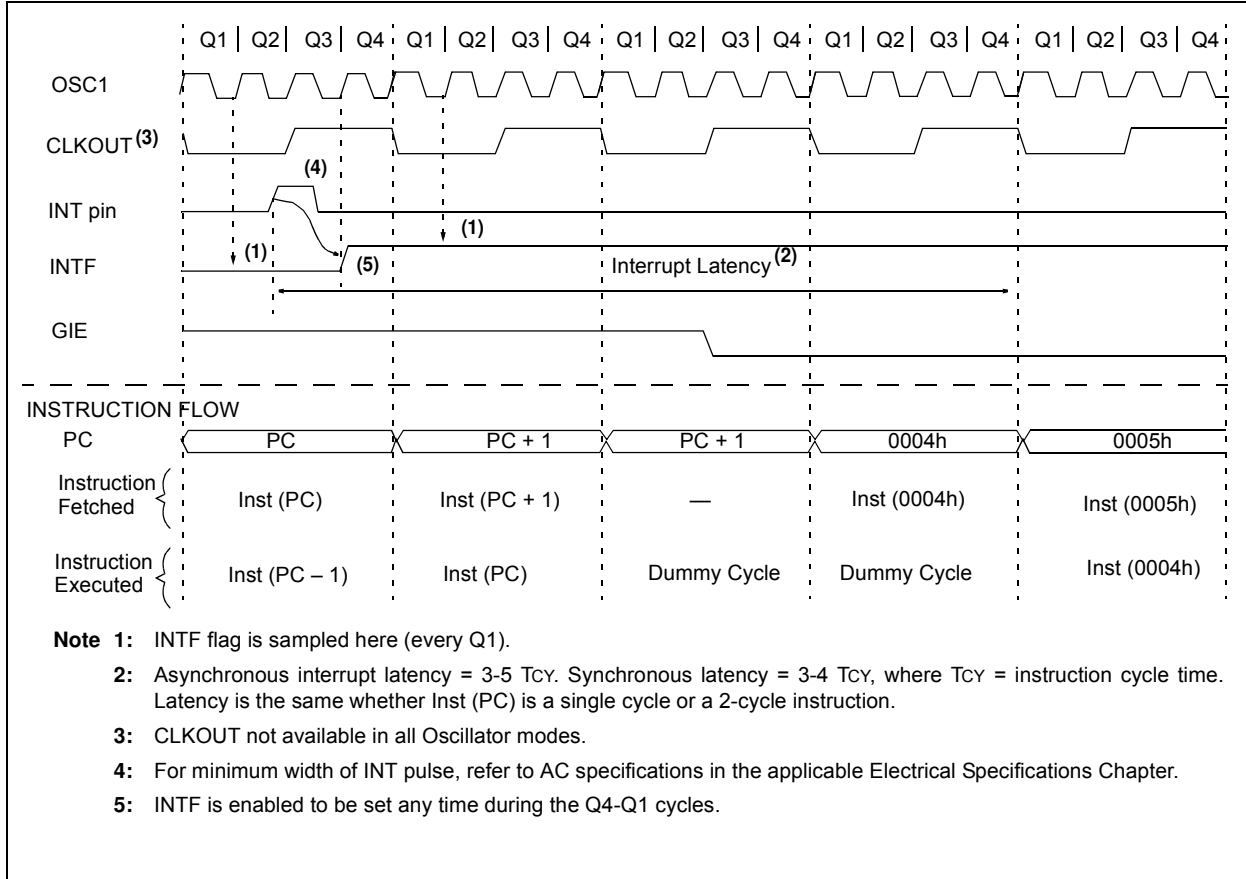 Q1 | Q2 | Q3 | Q4 Q1 | Q2 | Q3 | Q4 Q1 | Q2 | Q3 | Q4 Q1 | Q2 | Q3 | Q4 Q1 | Q2 | Q3 | Q4
OSC1
CLKOUT (3)
(4)
INT pin
(1)
(1)
INTF
(5)
Interrupt Latency (2)
GIE
INSTRUCTION FLOW
PC PC PC + 1 PC + 1 0004h 0005h
Instruction
Fetched
Inst (PC) Inst (PC + 1) — Inst (0004h) Inst (0005h)
Instruction
Executed
Inst (PC – 1) Inst (PC) Dummy Cycle Dummy Cycle Inst (0004h)
Note 1: INTF flag is sampled here (every Q1).
2: Asynchronous interrupt latency = 3-5 TCY. Synchronous latency = 3-4 TCY, where TCY = instruction cycle time.
Latency is the same whether Inst (PC) is a single cycle or a 2-cycle instruction.
3: CLKOUT not available in all Oscillator modes.
4: For minimum width of INT pulse, refer to AC specifications in the applicable Electrical Specifications Chapter.
5: INTF is enabled to be set any time during the Q4-Q1 cycles.